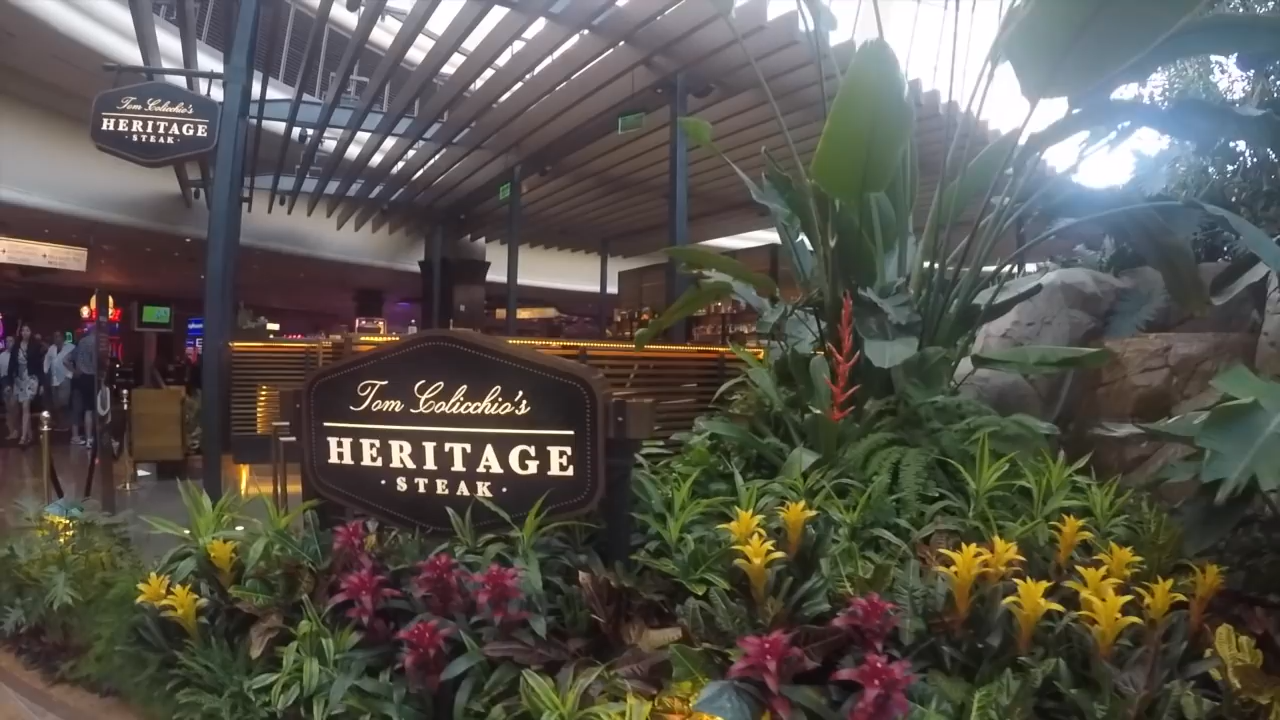 Tom Colicchio's
HERITAGE
· STEAK ·
Tom Colicchio's
HERITAGE
· STEAK ·